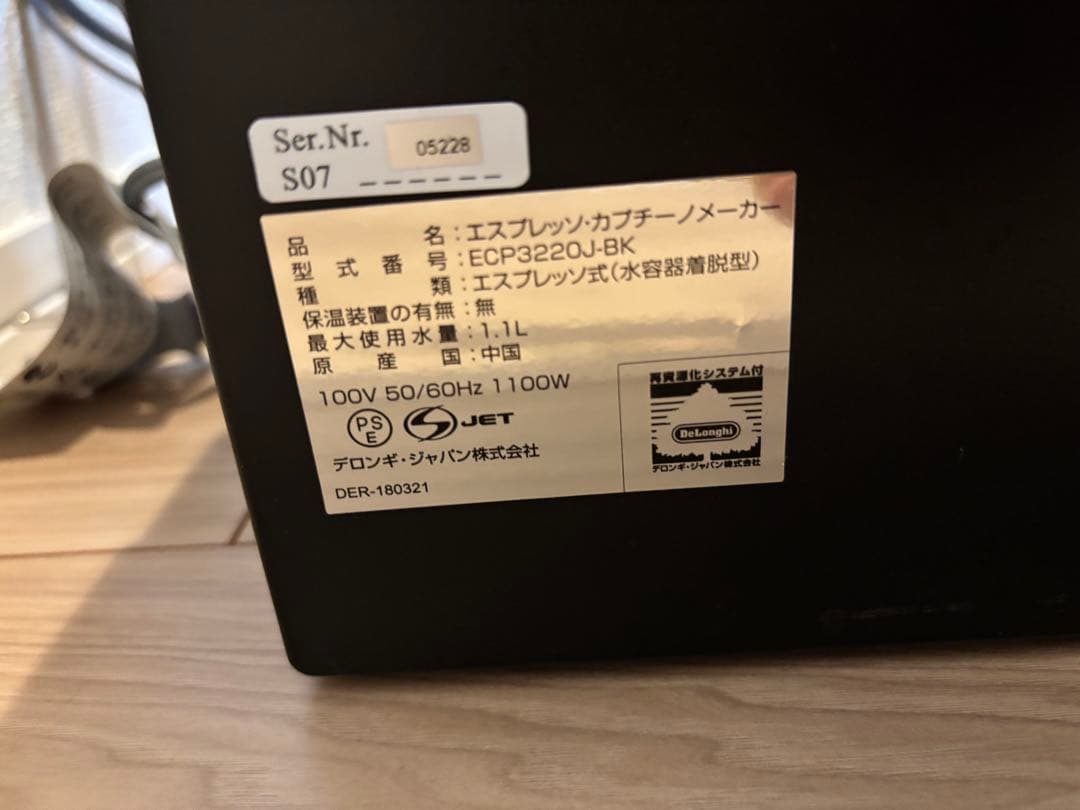 Ser.Nr. 05228
S07 ______
品名：エスプレッソ・カプチーノメーカー
型式番号：ECP3220J-BK
種類：エスプレッソ式（水容器着脱型）
保温装置の有無：無
最大使用水量：1.1L
原産国：中国
100V 50/60Hz 1100W
PSE JET
デロンギ・ジャパン株式会社
DER-180321
再資源化システム付
DeLonghi
デロンギ・ジャパン株式会社